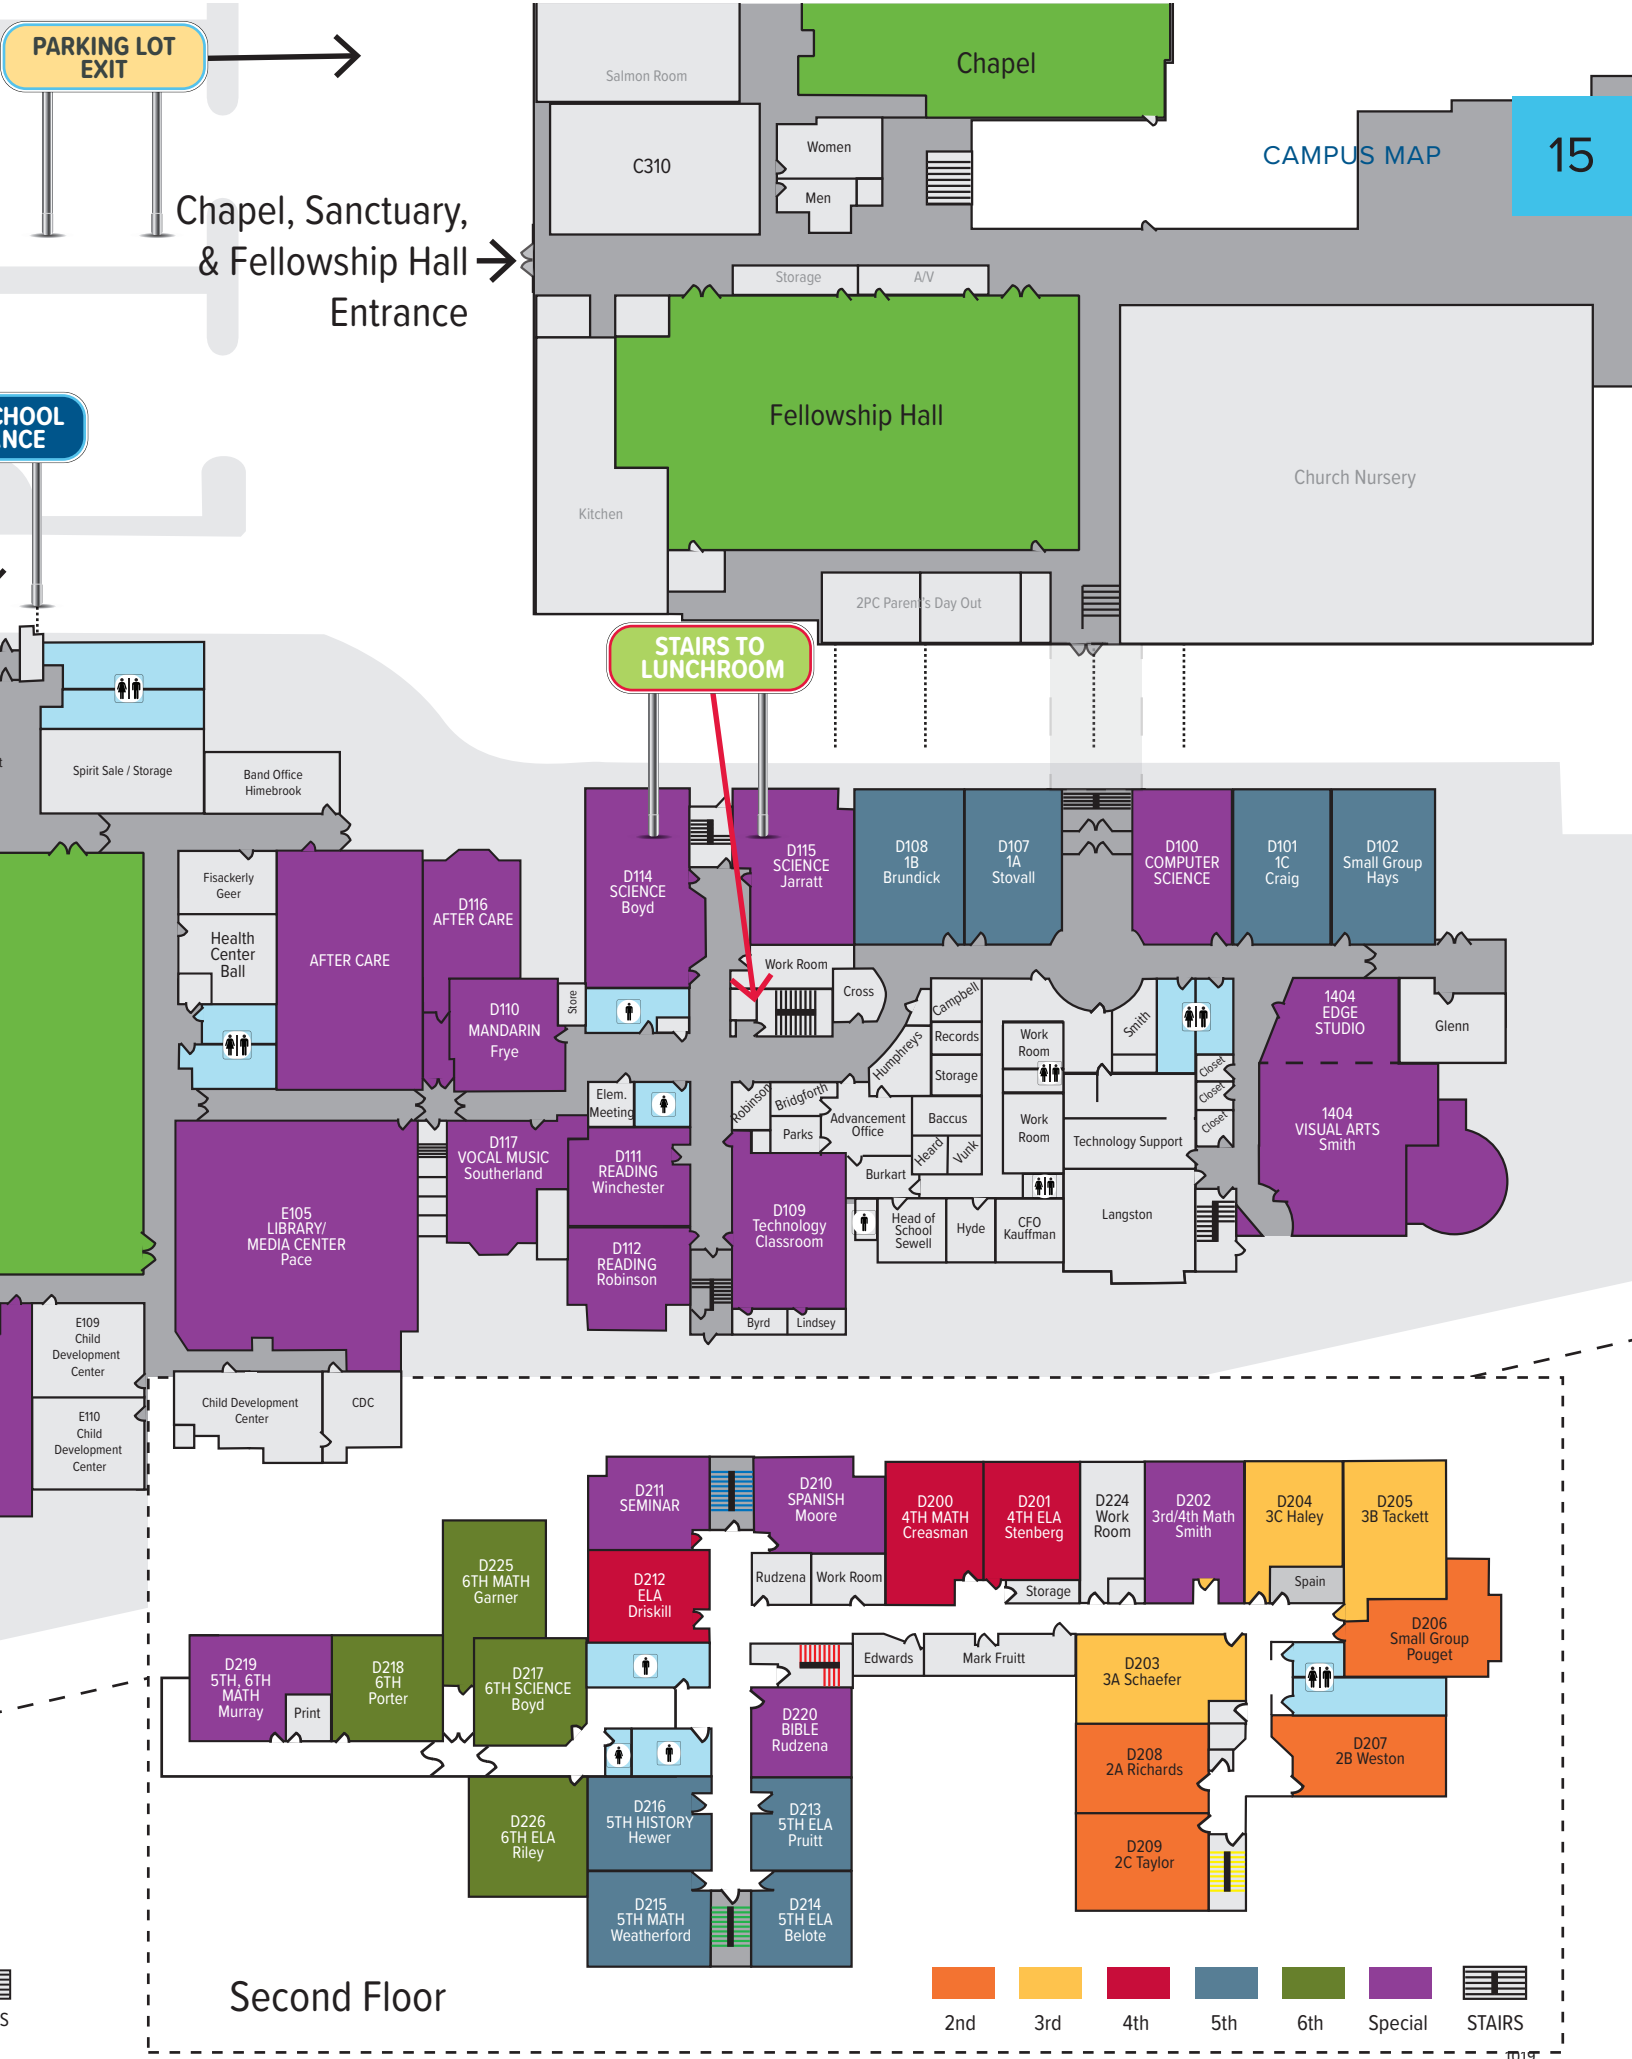 PARKING LOT
EXIT
Salmon Room
Chapel
C310
Women
Men
CAMPUS MAP
15
Chapel, Sanctuary,
& Fellowship Hall
Entrance
Storage
A/V
Fellowship Hall
Church Nursery
Kitchen
2PC Parent's Day Out
STAIRS TO
LUNCHROOM
Spirit Sale / Storage
Band Office
Himebrook
Fisackerly
Geer
Health
Center
Ball
AFTER CARE
D116
AFTER CARE
D110
MANDARIN
Frye
Store
D114
SCIENCE
Boyd
D115
SCIENCE
Jarratt
D108
1B
Brundick
D107
1A
Stovall
D100
COMPUTER
SCIENCE
D101
1C
Craig
D102
Small Group
Hays
Work Room
Cross
Campbell
Records
Storage
Humphreys
Work
Room
Work
Room
Smith
Closet
Closet
Closet
1404
EDGE
STUDIO
Glenn
1404
VISUAL ARTS
Smith
Elem.
Meeting
Robinson
Bridgforth
Parks
Advancement
Office
Baccus
Heard
Vunk
Burkart
Technology Support
Langston
Head of
School
Sewell
Hyde
CFO
Kauffman
E105
LIBRARY/
MEDIA CENTER
Pace
D117
VOCAL MUSIC
Southerland
D111
READING
Winchester
D112
READING
Robinson
D109
Technology
Classroom
Byrd
Lindsey
E109
Child
Development
Center
E110
Child
Development
Center
Child Development
Center
CDC
D211
SEMINAR
D210
SPANISH
Moore
D200
4TH MATH
Creasman
D201
4TH ELA
Stenberg
D224
Work
Room
D202
3rd/4th Math
Smith
D204
3C Haley
D205
3B Tackett
Rudzena
Work Room
Storage
Spain
D206
Small Group
Pouget
D225
6TH MATH
Garner
D212
ELA
Driskill
Edwards
Mark Fruitt
D203
3A Schaefer
D219
5TH, 6TH
MATH
Murray
Print
D218
6TH
Porter
D217
6TH SCIENCE
Boyd
D220
BIBLE
Rudzena
D208
2A Richards
D207
2B Weston
D226
6TH ELA
Riley
D216
5TH HISTORY
Hewer
D213
5TH ELA
Pruitt
D209
2C Taylor
D215
5TH MATH
Weatherford
D214
5TH ELA
Belote
Second Floor
2nd
3rd
4th
5th
6th
Special
STAIRS